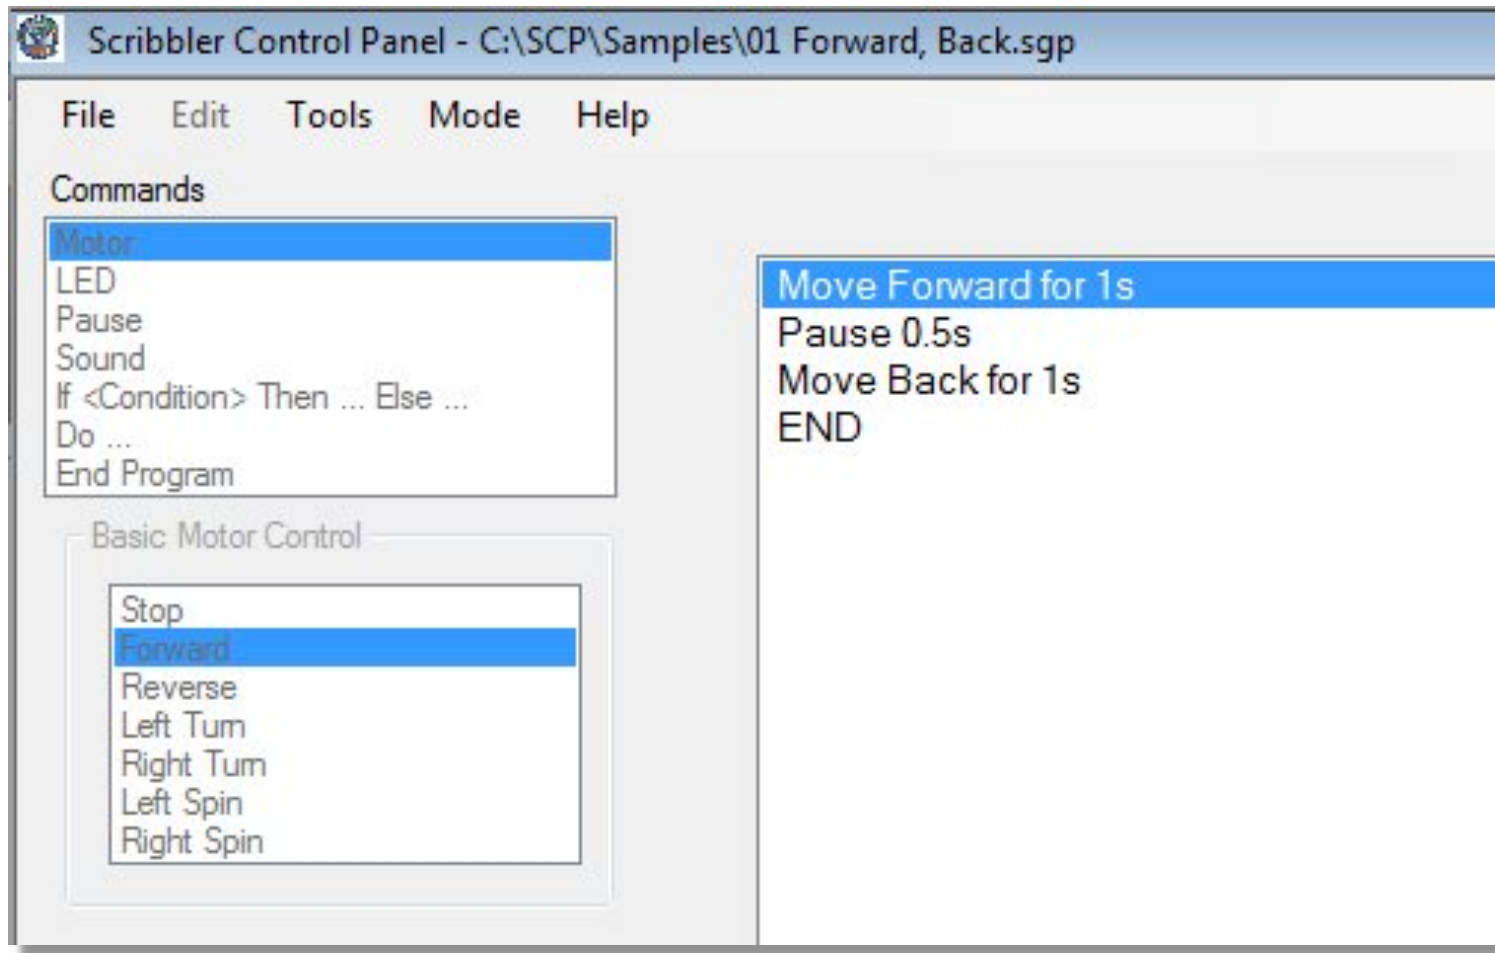 Scribbler Control Panel - C:\SCP\Samples\01 Forward, Back.sgp
File Edit Tools Mode Help
Commands
Motor
LED
Pause
Sound
If <Condition> Then ... Else ...
Do ...
End Program
Basic Motor Control
Stop
Forward
Reverse
Left Turn
Right Turn
Left Spin
Right Spin
Move Forward for 1s
Pause 0.5s
Move Back for 1s
END